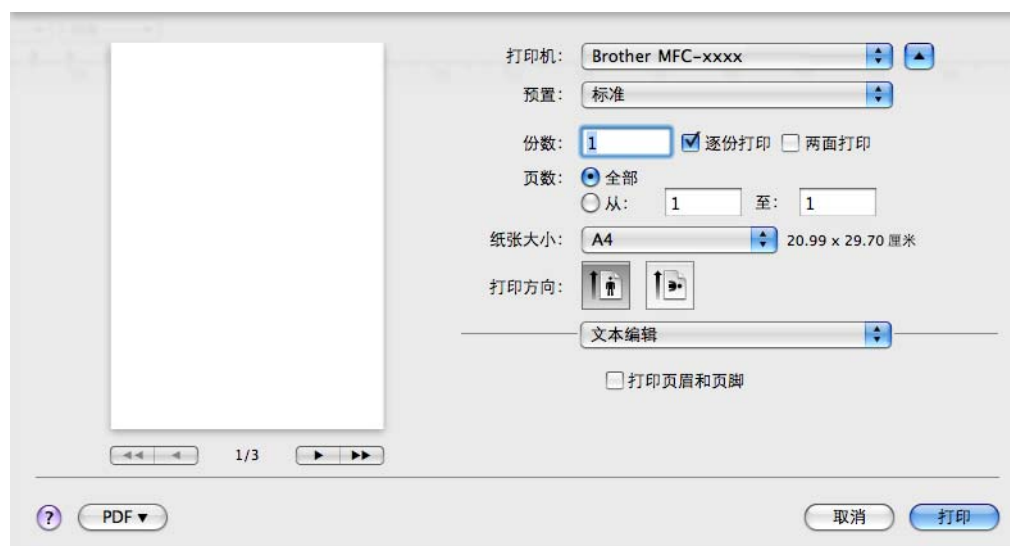 打印机: Brother MFC-xxxx
预置: 标准
份数: 1 逐份打印 两面打印
页数: 全部
从: 1 至: 1
纸张大小: A4 20.99 x 29.70 厘米
打印方向:
文本编辑
打印页眉和页脚
1/3
? PDF ▼ 取消 打印